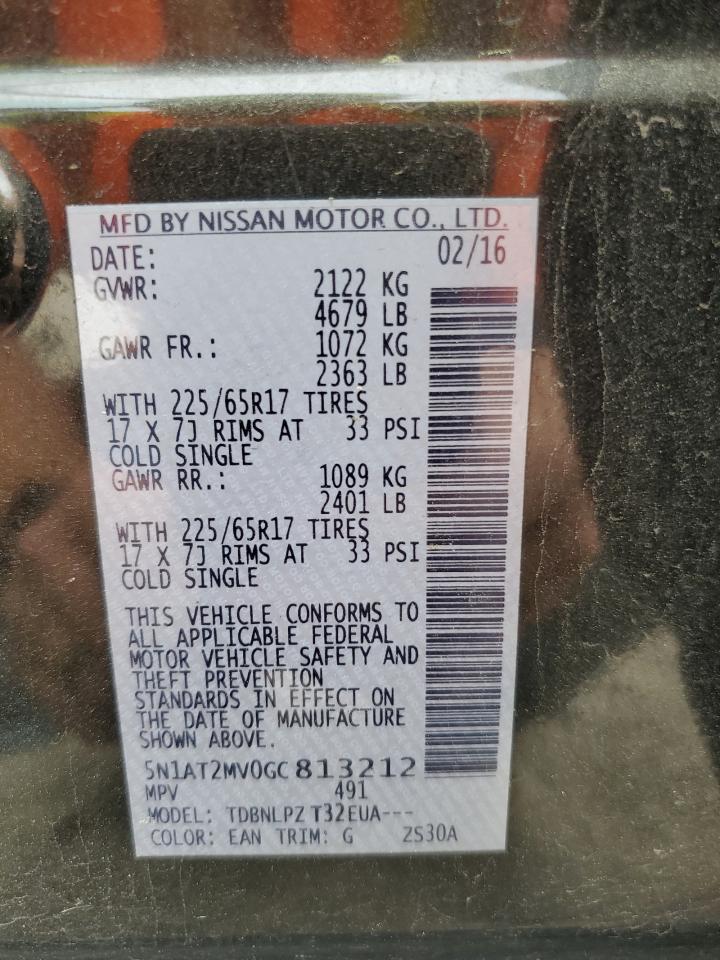 MFD BY NISSAN MOTOR CO., LTD.
DATE: 02/16
GVWR: 2122 KG
4679 LB
GAWR FR.: 1072 KG
2363 LB
WITH 225/65R17 TIRES
17 X 7J RIMS AT 33 PSI
COLD SINGLE
GAWR RR.: 1089 KG
2401 LB
WITH 225/65R17 TIRES
17 X 7J RIMS AT 33 PSI
COLD SINGLE
THIS VEHICLE CONFORMS TO
ALL APPLICABLE FEDERAL
MOTOR VEHICLE SAFETY AND
THEFT PREVENTION
STANDARDS IN EFFECT ON
THE DATE OF MANUFACTURE
SHOWN ABOVE.
5N1AT2MV0GC813212
MPV 491
MODEL: TDBNLPZ T32EUA---
COLOR: EAN TRIM: G ZS30A